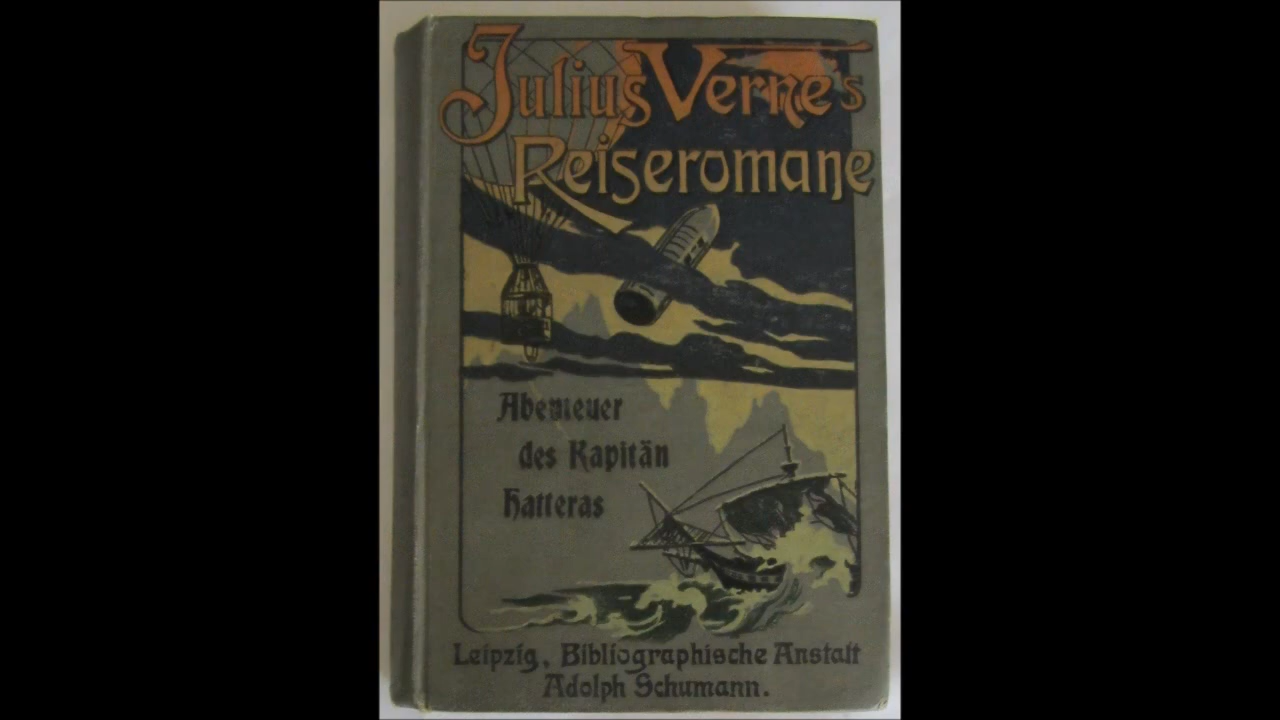 Julius Verne's
Reiseromane
Abenteuer
des Kapitän
Hatteras
Leipzig, Bibliographische Anstalt
Adolph Schumann.